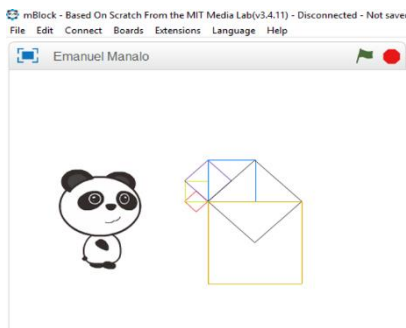 mBlock - Based On Scratch From the MIT Media Lab(v3.4.11) - Disconnected - Not saved
File Edit Connect Boards Extensions Language Help
Emanuel Manalo